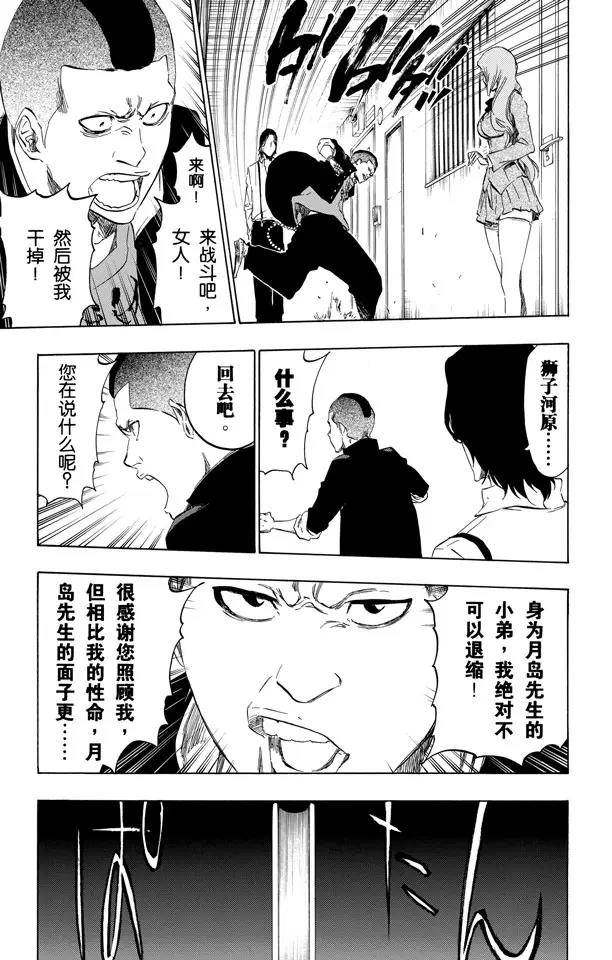 来啊！
来战斗吧，
女人！
然后被我
干掉！
狮子河原……
什么事？
回去吧。
您在说什么呢？
身为月岛先生的
小弟，我绝对不
可以退缩！
很感谢您照顾我，
但相比我的性命，月
岛先生的面子更……